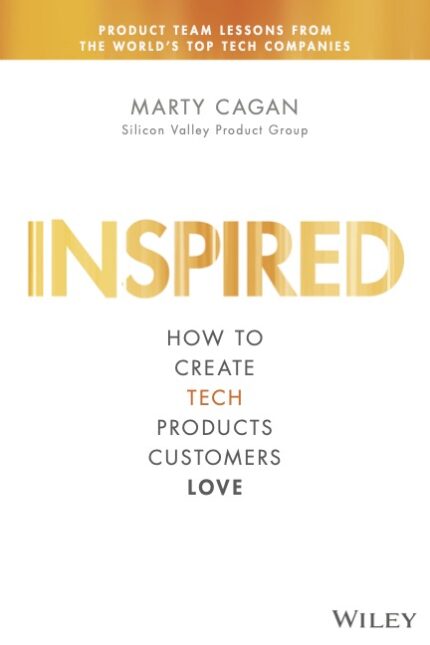 PRODUCT TEAM LESSONS FROM
THE WORLD'S TOP TECH COMPANIES
MARTY CAGAN
Silicon Valley Product Group
INSPIRED
HOW TO
CREATE
TECH
PRODUCTS
CUSTOMERS
LOVE
WILEY